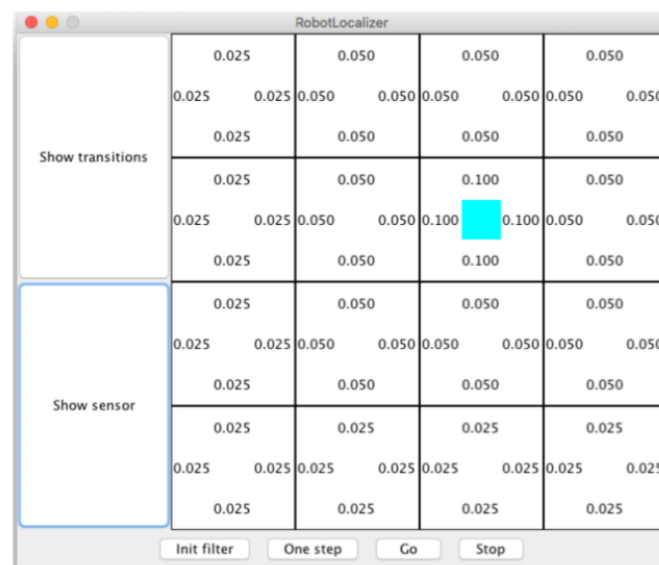 RobotLocalizer
0.025 0.050 0.050 0.050
0.025 0.025 0.050 0.050 0.050 0.050 0.050
0.025 0.050 0.050 0.050
Show transitions
0.025 0.050 0.100 0.050
0.025 0.025 0.050 0.050 0.100 0.100 0.050
0.025 0.050 0.100 0.050
0.025 0.050 0.050 0.050
0.025 0.025 0.050 0.050 0.050 0.050 0.050
0.025 0.050 0.050 0.050
Show sensor
0.025 0.025 0.025 0.025
0.025 0.025 0.025 0.025 0.025 0.025 0.025
0.025 0.025 0.025 0.025
Init filter One step Go Stop